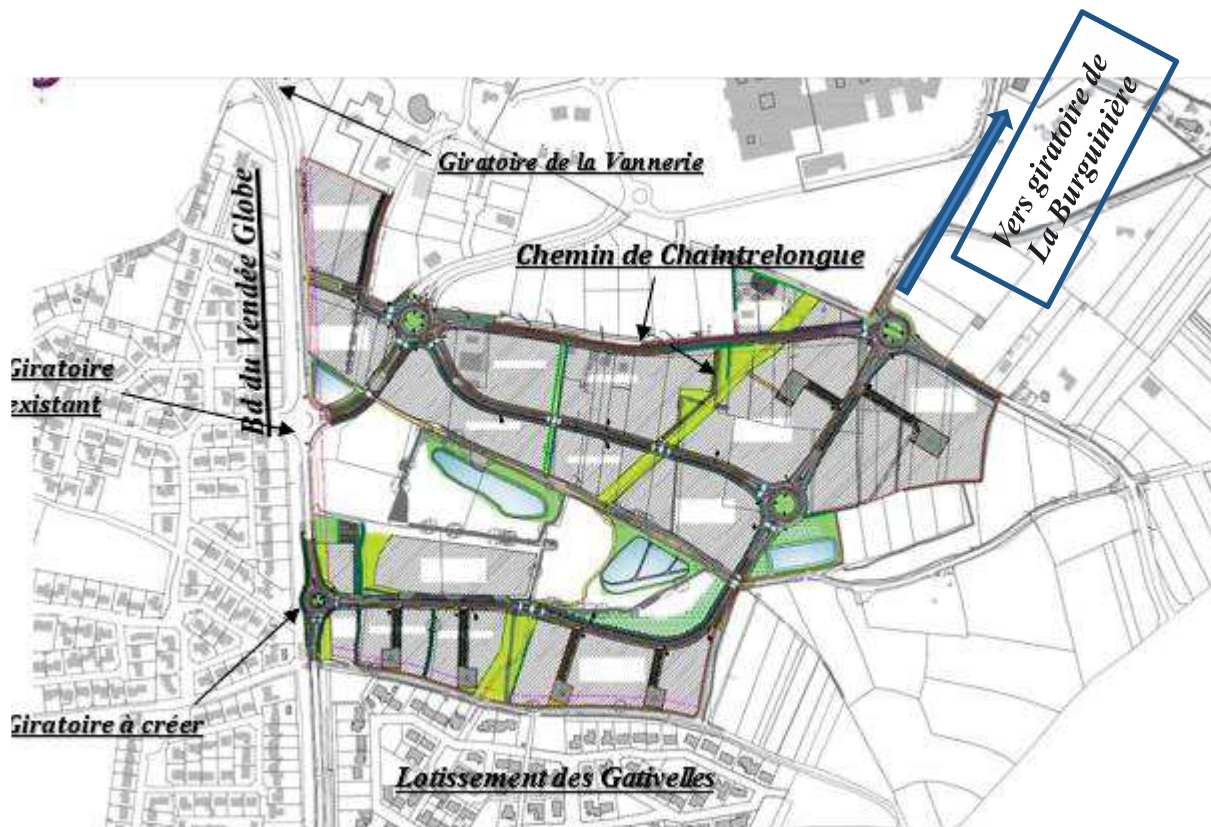 Vers giratoire de
La Burguinière
Giratoire de la Vannerie
Bd du Vendée Globe
Chemin de Chaintrelongue
Giratoire
existant
Giratoire à créer
Lotissement des Gativelles